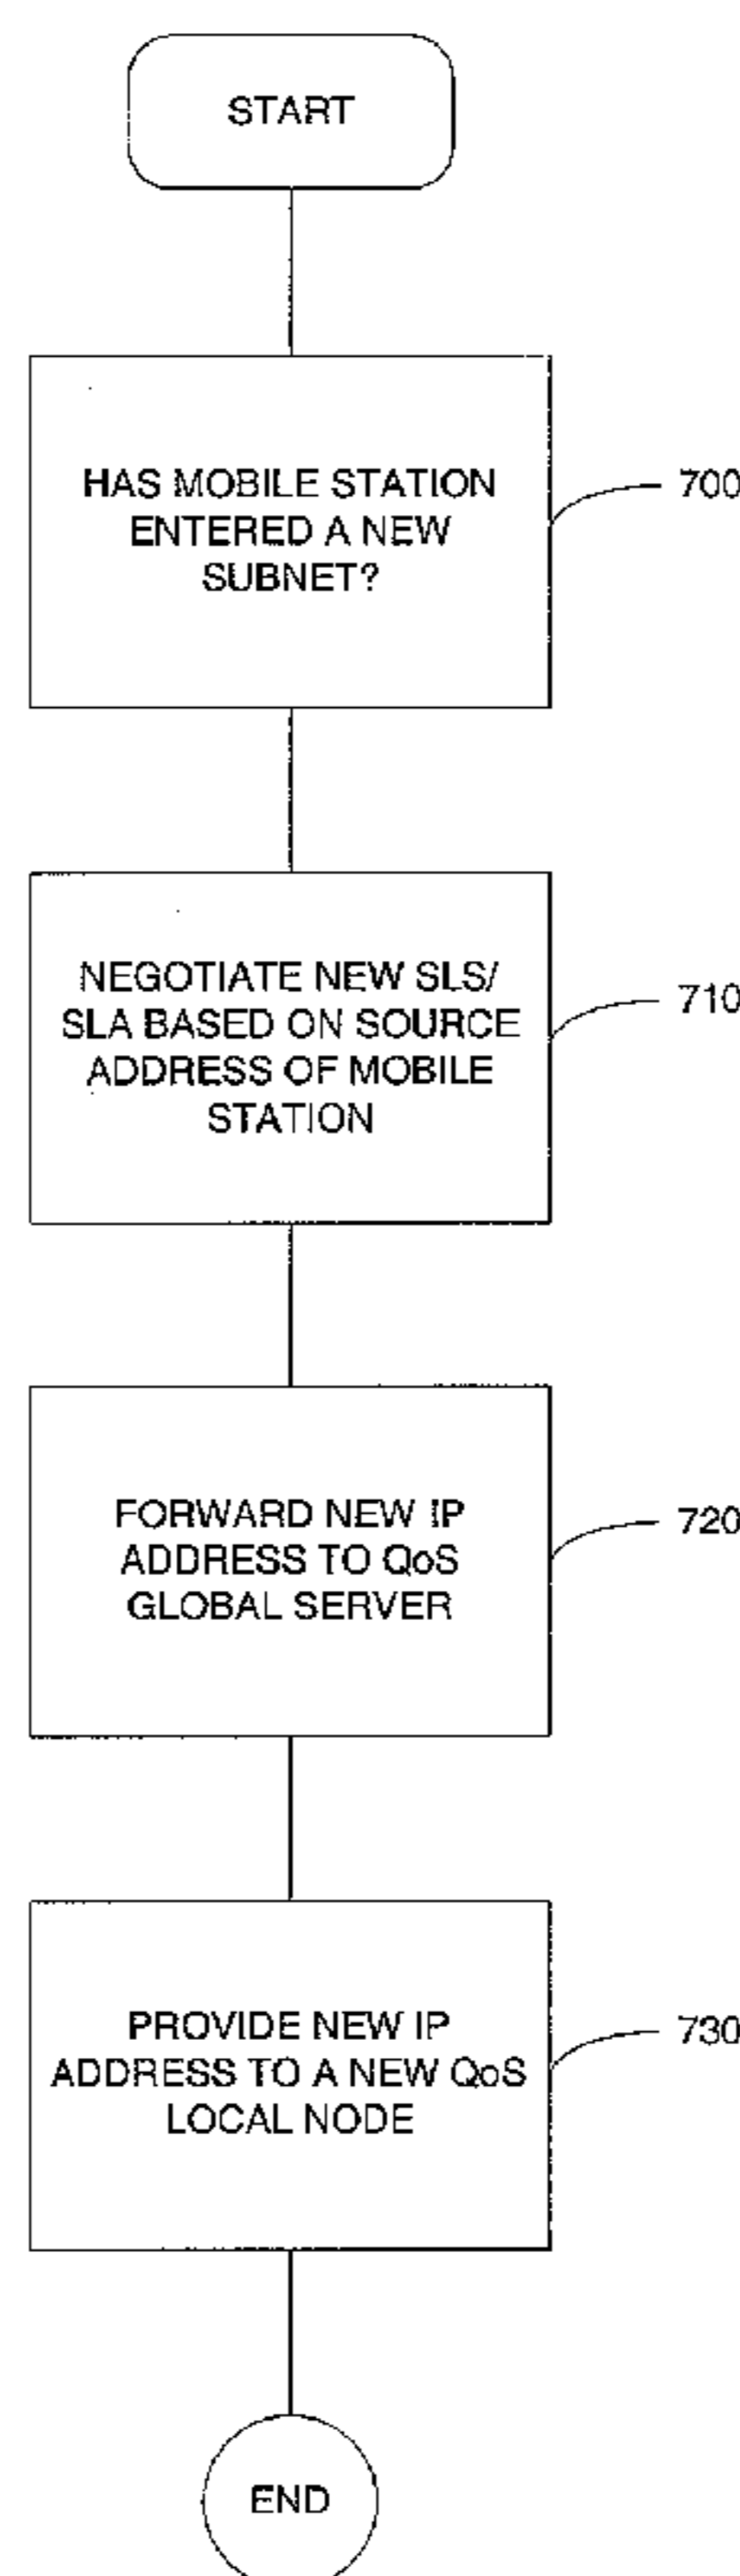 START
HAS MOBILE STATION
ENTERED A NEW
SUBNET?
700
NEGOTIATE NEW SLS/
SLA BASED ON SOURCE
ADDRESS OF MOBILE
STATION
710
FORWARD NEW IP
ADDRESS TO QoS
GLOBAL SERVER
720
PROVIDE NEW IP
ADDRESS TO A NEW QoS
LOCAL NODE
730
END